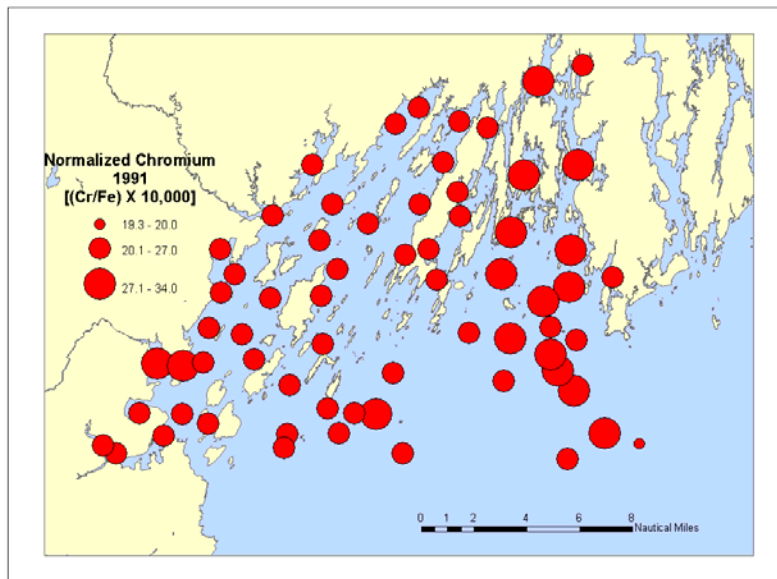 Normalized Chromium
1991
[(Cr/Fe) X 10,000]
19.3 - 20.0
20.1 - 27.0
27.1 - 34.0
0 1 2 4 6 8
Nautical Miles